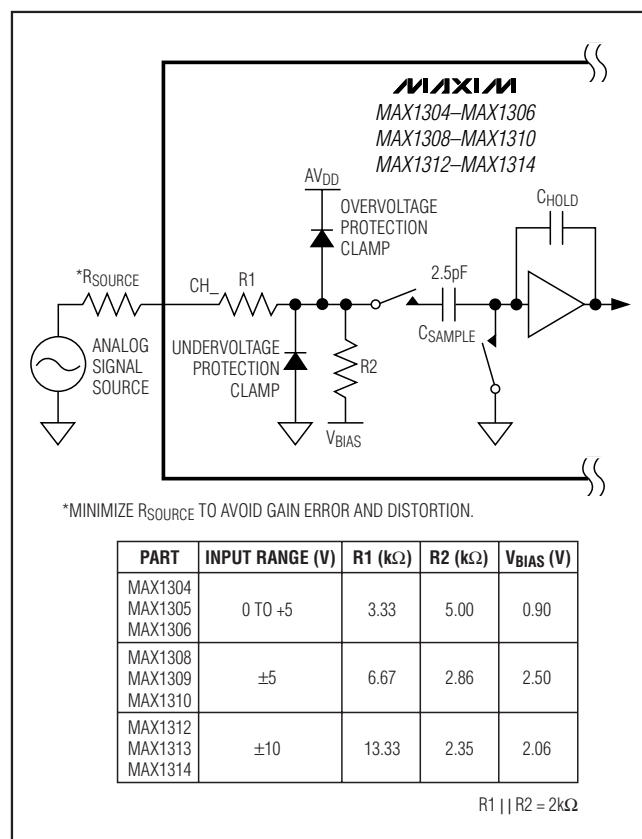 MAXIM
MAX1304–MAX1306
MAX1308–MAX1310
MAX1312–MAX1314
AVDD
OVERVOLTAGE
PROTECTION
CLAMP
CHOLD
*RSOURCE
CH_
R1
2.5pF
CSAMPLE
ANALOG
SIGNAL
SOURCE
UNDERVOLTAGE
PROTECTION
CLAMP
R2
VBIAS
*MINIMIZE RSOURCE TO AVOID GAIN ERROR AND DISTORTION.
PART INPUT RANGE (V) R1 (kΩ) R2 (kΩ) VBIAS (V)
MAX1304
MAX1305 0 TO +5 3.33 5.00 0.90
MAX1306
MAX1308
MAX1309 ±5 6.67 2.86 2.50
MAX1310
MAX1312
MAX1313 ±10 13.33 2.35 2.06
MAX1314
R1 || R2 = 2kΩ